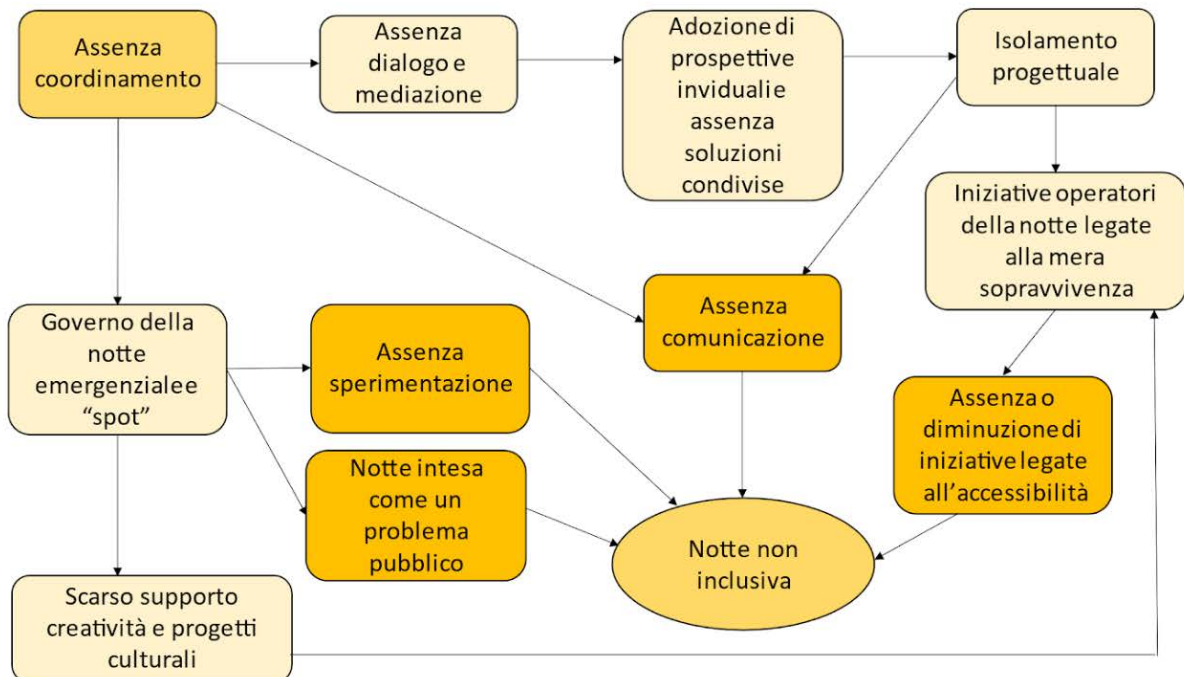 Assenza
coordinamento
Assenza
dialogo e
mediazione
Adozione di
prospettive
inviduali e
assenza
soluzioni
condivise
Isolamento
progettuale
Iniziative operatori
della notte legate
alla mera
sopravvivenza
Governo della
notte
emergenziale e
“spot”
Assenza
sperimentazione
Assenza
comunicazione
Assenza o
diminuzione di
iniziative legate
all’accessibilità
Notte intesa
come un
problema
pubblico
Notte non
inclusiva
Scarso supporto
creatività e progetti
culturali